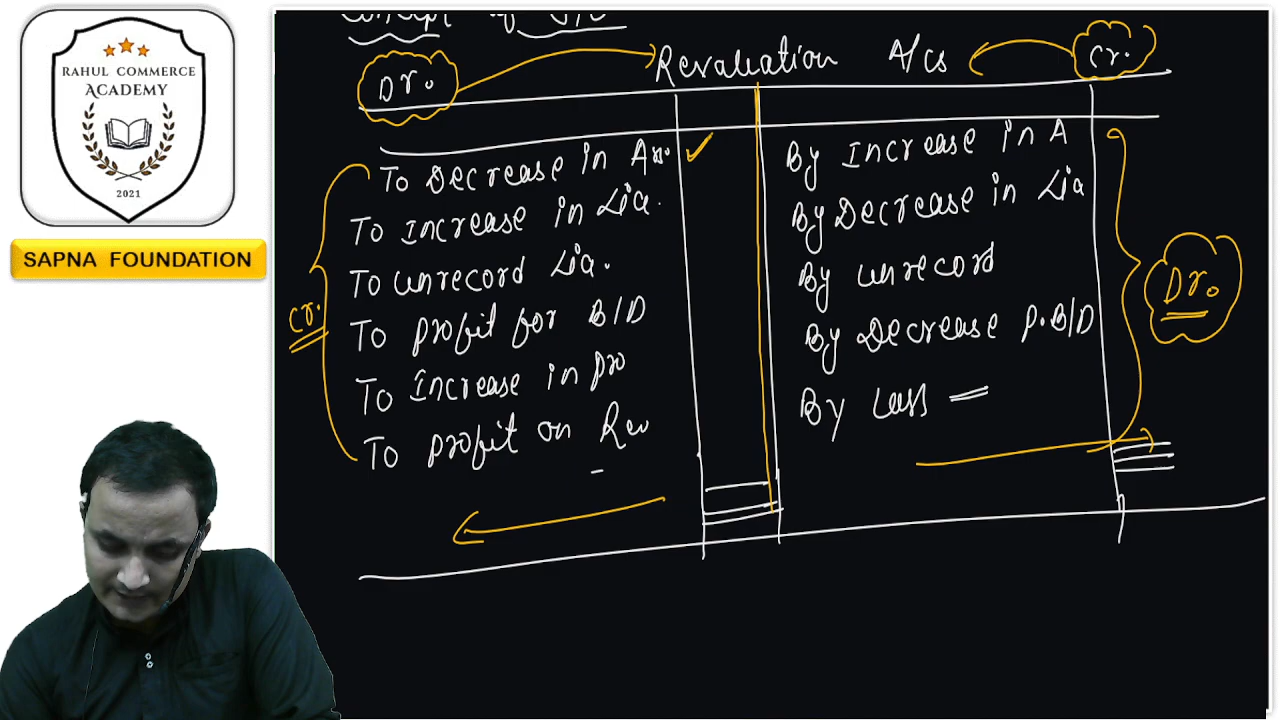 Concept of J/E
RAHUL COMMERCE
ACADEMY
2021
SAPNA FOUNDATION
Dr. Revaluation A/cs Cr.
To Decrease in Ass.
To Increase in Lia.
To unrecord Lia.
To profit for B/D
To Increase in pro
To profit on Rev
Cr.
By Increase in A
By Decrease in Lia
By unrecord
By Decrease P.B/D
By Loss
Dr.